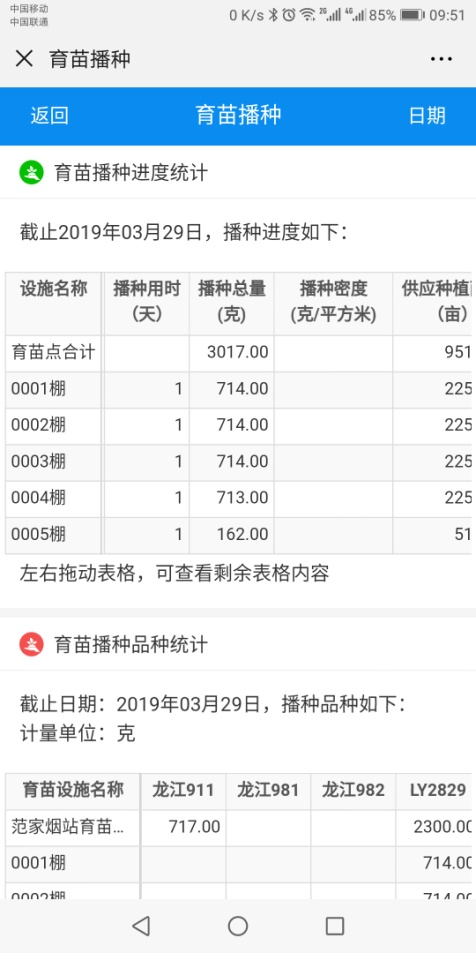 中国移动
中国联通
0 K/s 2G 4G 85% 09:51
育苗播种
返回 育苗播种 日期
育苗播种进度统计
截止2019年03月29日，播种进度如下：
设施名称 播种用时（天） 播种总量(克) 播种密度(克/平方米) 供应种植（亩）
育苗点合计 3017.00 951
0001棚 1 714.00 225
0002棚 1 714.00 225
0003棚 1 714.00 225
0004棚 1 713.00 225
0005棚 1 162.00 51
左右拖动表格，可查看剩余表格内容
育苗播种品种统计
截止日期：2019年03月29日，播种品种如下：
计量单位：克
育苗设施名称 龙江911 龙江981 龙江982 LY2829
范家烟站育苗... 717.00 2300.00
0001棚 714.00
0002棚 714.00